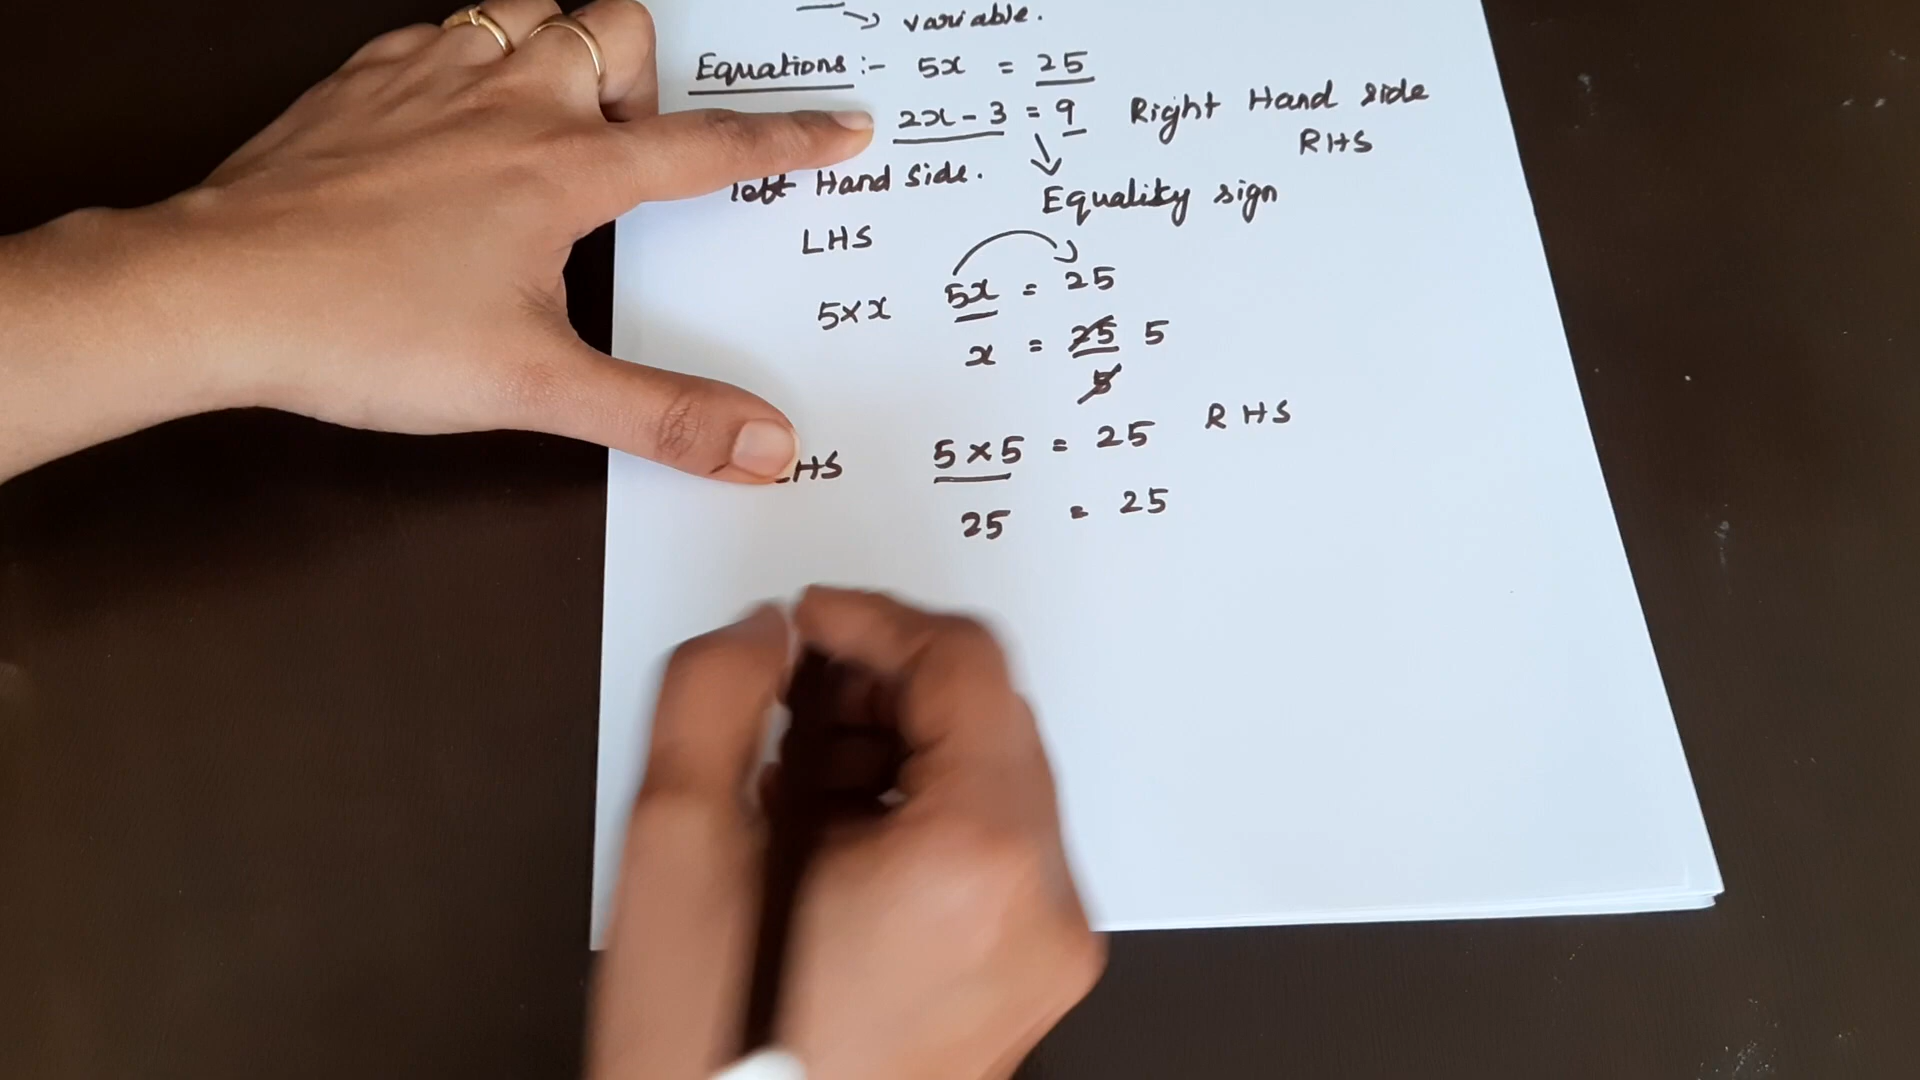 → variable.
Equations :- 5x = 25
2x - 3 = 9 Right Hand side
RHS
left Hand Side. Equality sign
LHS
5×x 5x = 25
x = 25/5 5
LHS 5×5 = 25 RHS
25 = 25